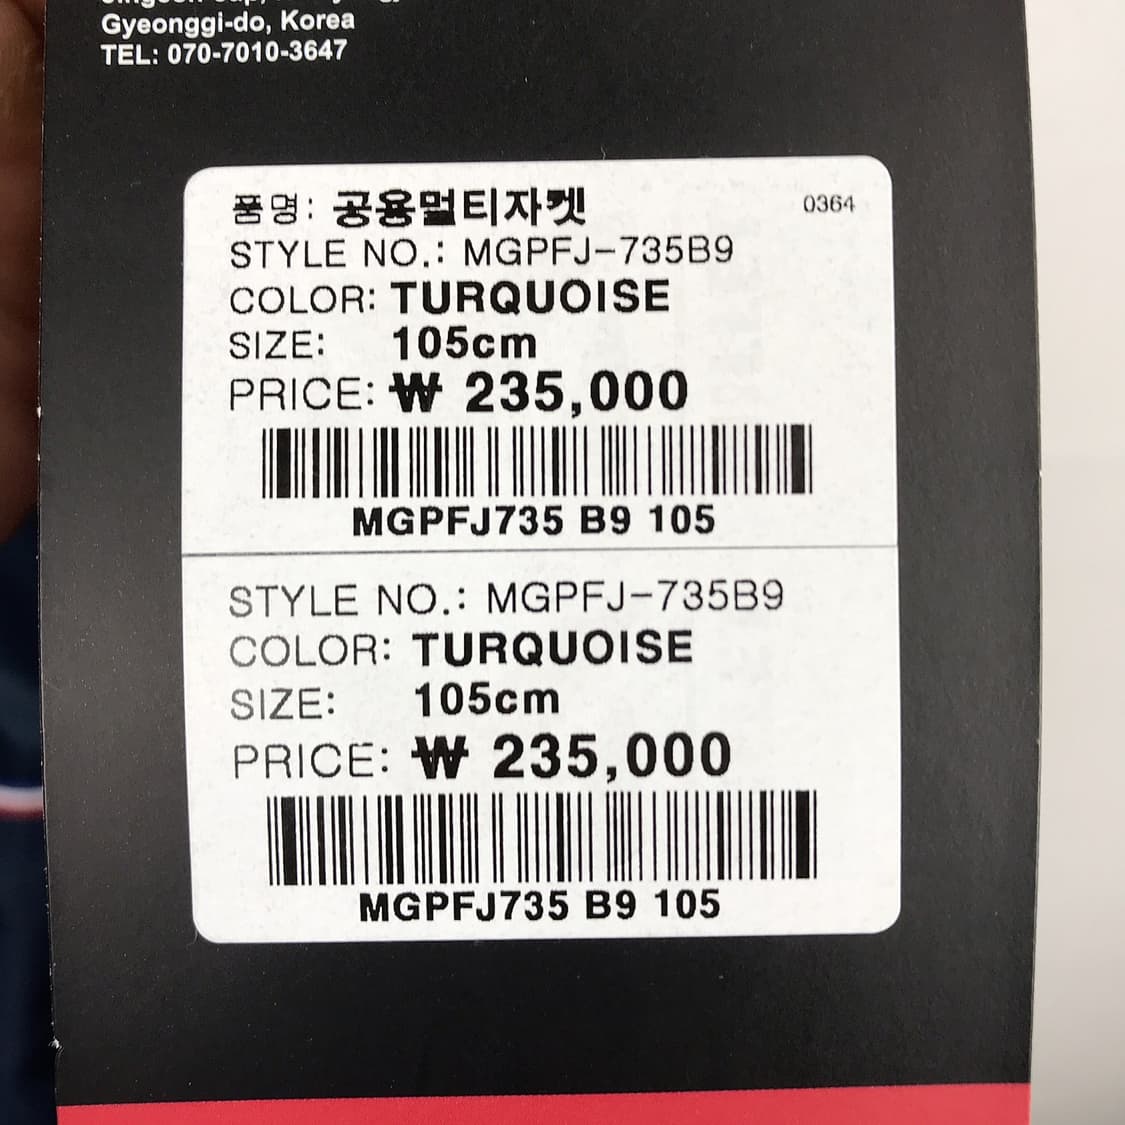 Gyeonggi-do, Korea
TEL: 070-7010-3647
품명: 공용멀티자켓
0364
STYLE NO.: MGPFJ-735B9
COLOR: TURQUOISE
SIZE: 105cm
PRICE: ₩ 235,000
MGPFJ735 B9 105
STYLE NO.: MGPFJ-735B9
COLOR: TURQUOISE
SIZE: 105cm
PRICE: ₩ 235,000
MGPFJ735 B9 105